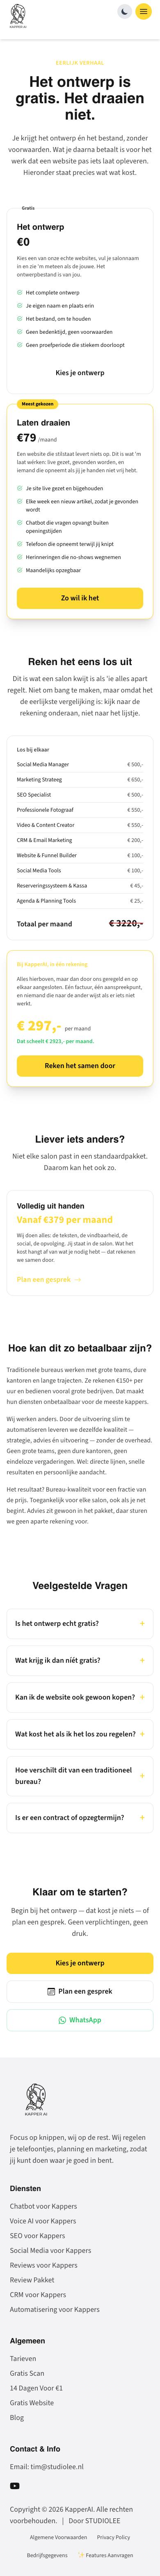 KAPPER AI
EERLIJK VERHAAL
Het ontwerp is
gratis. Het draaien
niet.
Je krijgt het ontwerp én het bestand, zonder
voorwaarden. Wat je daarna betaalt is voor het
werk dat een website pas iets laat opleveren.
Hieronder staat precies wat wat kost.
Gratis
Het ontwerp
€0
Kies een van onze echte websites, vul je salonnaam
in en zie 'm meteen als de jouwe. Het
ontwerpbestand is van jou.
Het complete ontwerp
Je eigen naam en plaats erin
Het bestand, om te houden
Geen bedenktijd, geen voorwaarden
Geen proefperiode die stiekem doorloopt
Kies je ontwerp
Meest gekozen
Laten draaien
€79 /maand
Een website die stilstaat levert niets op. Dit is wat 'm
laat werken: live gezet, gevonden worden, en
iemand die opneemt als jij je handen niet vrij hebt.
Je site live gezet en bijgehouden
Elke week een nieuw artikel, zodat je gevonden
wordt
Chatbot die vragen opvangt buiten
openingstijden
Telefoon die opneemt terwijl jij knipt
Herinneringen die no-shows wegnemen
Maandelijks opzegbaar
Zo wil ik het
Reken het eens los uit
Dit is wat een salon kwijt is als 'ie alles apart
regelt. Niet om bang te maken, maar omdat het
de eerlijkste vergelijking is: kijk naar de
rekening onderaan, niet naar het lijstje.
Los bij elkaar
Social Media Manager € 500,-
Marketing Strateeg € 650,-
SEO Specialist € 500,-
Professionele Fotograaf € 550,-
Video & Content Creator € 550,-
CRM & Email Marketing € 200,-
Website & Funnel Builder € 100,-
Social Media Tools € 100,-
Reserveringssysteem & Kassa € 45,-
Agenda & Planning Tools € 25,-
Totaal per maand € 3220,-
Bij KapperAI, in één rekening
Alles hierboven, maar dan door ons geregeld en op
elkaar aangesloten. Eén factuur, één aanspreekpunt,
en niemand die naar de ander wijst als er iets niet
werkt.
€ 297,- per maand
Dat scheelt € 2923,- per maand.
Reken het samen door
Liever iets anders?
Niet elke salon past in een standaardpakket.
Daarom kan het ook zo.
Volledig uit handen
Vanaf €379 per maand
Wij doen alles: de teksten, de vindbaarheid, de
social, de opvolging. Jij staat in de salon. Wat het
kost hangt af van wat je nodig hebt — dat rekenen
we samen door.
Plan een gesprek →
Hoe kan dit zo betaalbaar zijn?
Traditionele bureaus werken met grote teams, dure
kantoren en lange trajecten. Ze rekenen €150+ per
uur en bedienen vooral grote bedrijven. Dat maakt
hun diensten onbetaalbaar voor de meeste kappers.
Wij werken anders. Door de uitvoering slim te
automatiseren leveren we dezelfde kwaliteit —
strategie, advies én uitvoering — zonder de overhead.
Geen grote teams, geen dure kantoren, geen
eindeloze vergaderingen. Wel: directe lijnen, snelle
resultaten en persoonlijke aandacht.
Het resultaat? Bureau-kwaliteit voor een fractie van
de prijs. Toegankelijk voor elke salon, ook als je net
begint. Advies zit gewoon in het pakket, daar sturen
we geen aparte rekening voor.
Veelgestelde Vragen
Is het ontwerp echt gratis? +
Wat krijg ik dan níét gratis? +
Kan ik de website ook gewoon kopen? +
Wat kost het als ik het los zou regelen? +
Hoe verschilt dit van een traditioneel
bureau? +
Is er een contract of opzegtermijn? +
Klaar om te starten?
Begin bij het ontwerp — dat kost je niets — of
plan een gesprek. Geen verplichtingen, geen
druk.
Kies je ontwerp
Plan een gesprek
WhatsApp
KAPPER AI
Focus op knippen, wij op de rest. Wij regelen
je telefoontjes, planning en marketing, zodat
jij kunt doen waar je goed in bent.
Diensten
Chatbot voor Kappers
Voice AI voor Kappers
SEO voor Kappers
Social Media voor Kappers
Reviews voor Kappers
Review Pakket
CRM voor Kappers
Automatisering voor Kappers
Algemeen
Tarieven
Gratis Scan
14 Dagen Voor €1
Gratis Website
Blog
Contact & Info
Email: tim@studiolee.nl
Copyright © 2026 KapperAI. Alle rechten
voorbehouden. | Door STUDIOLEE
Algemene Voorwaarden Privacy Policy
Bedrijfsgegevens ✨ Features Aanvragen